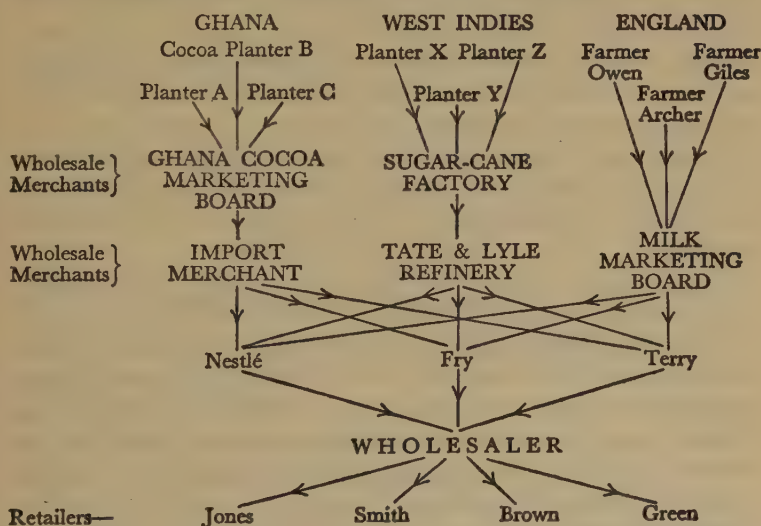 GHANA WEST INDIES ENGLAND
Cocoa Planter B Planter X Planter Z Farmer Owen Farmer Giles
Planter A Planter C Planter Y Farmer Archer
Wholesale Merchants} GHANA COCOA MARKETING BOARD SUGAR-CANE FACTORY
Wholesale Merchants} IMPORT MERCHANT TATE & LYLE REFINERY MILK MARKETING BOARD
Nestlé Fry Terry
WHOLESALER
Retailers— Jones Smith Brown Green